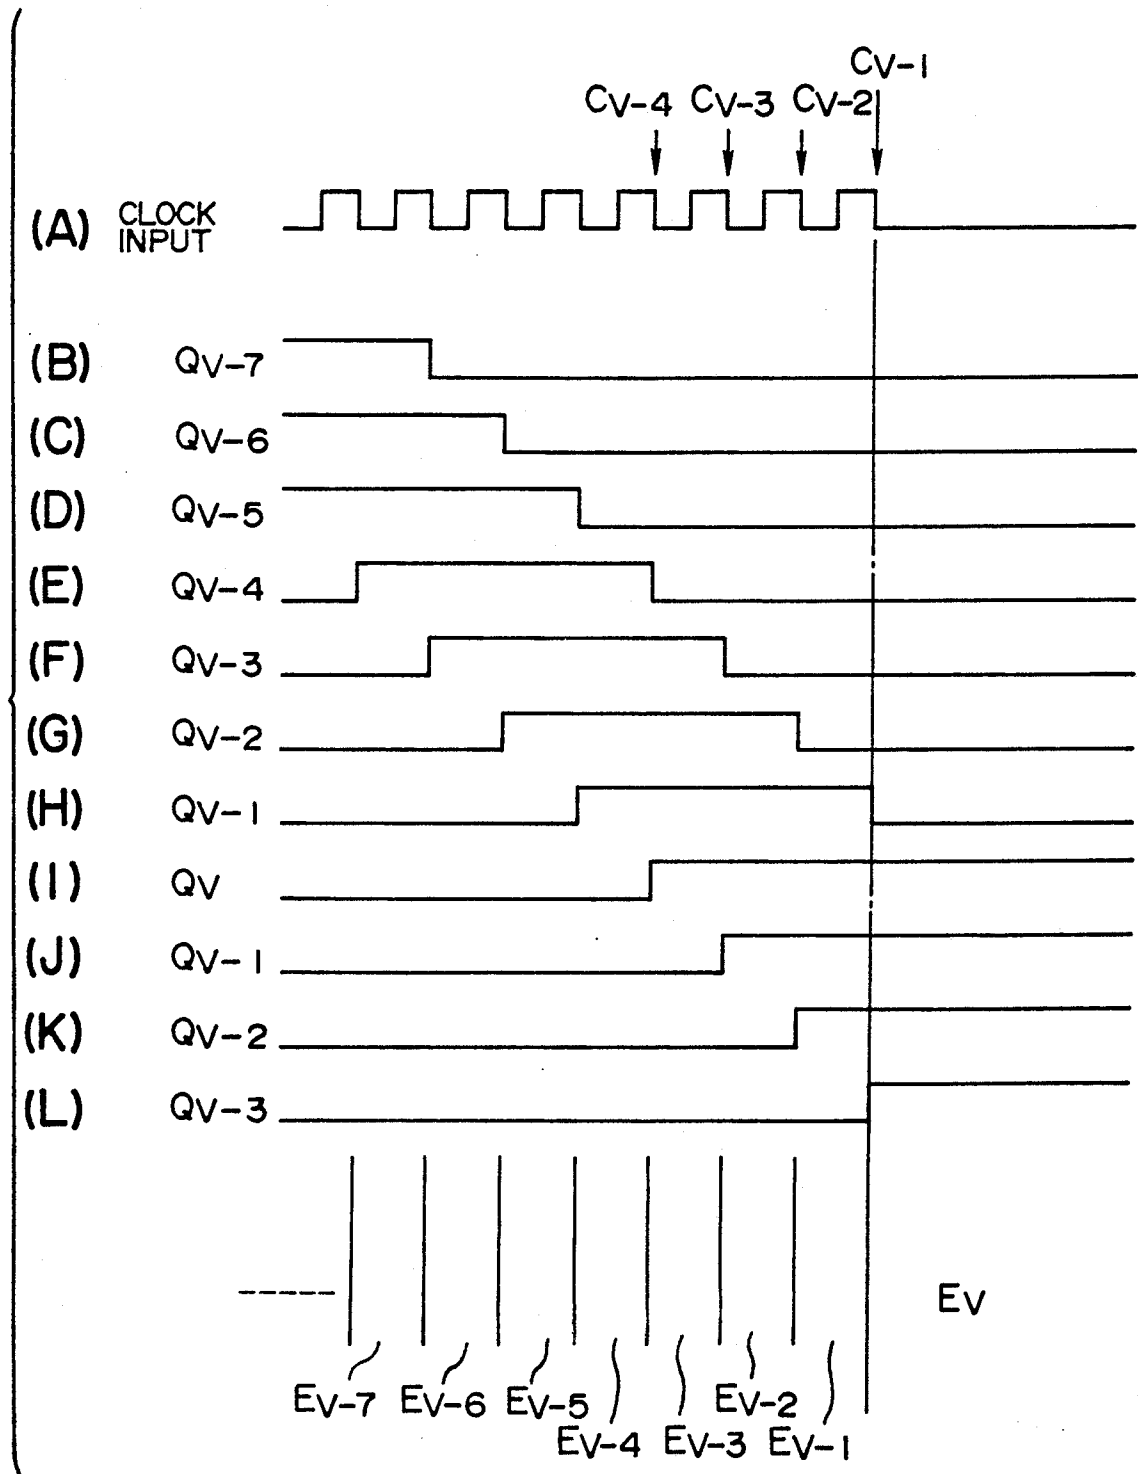 CV-1
CV-4 CV-3 CV-2
(A) CLOCK INPUT
(B) QV-7
(C) QV-6
(D) QV-5
(E) QV-4
(F) QV-3
(G) QV-2
(H) QV-1
(I) QV
(J) QV-1
(K) QV-2
(L) QV-3
EV
EV-7 EV-6 EV-5 EV-2
EV-4 EV-3 EV-1